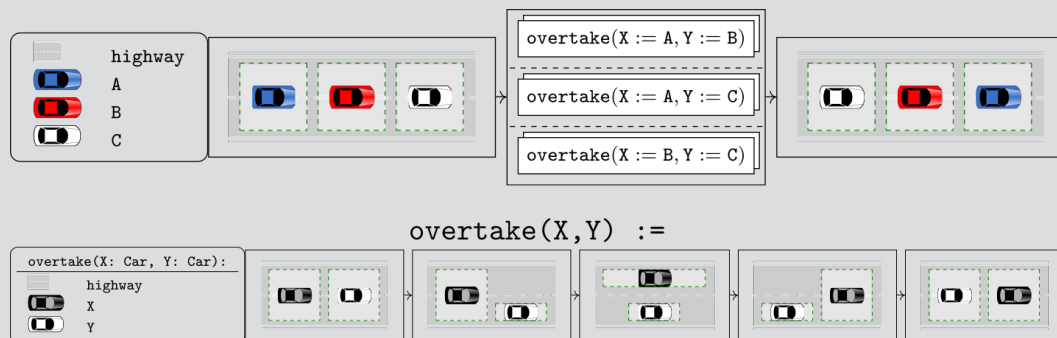 highway
A
B
C
overtake(X := A, Y := B)
overtake(X := A, Y := C)
overtake(X := B, Y := C)
overtake(X,Y) :=
overtake(X: Car, Y: Car):
highway
X
Y